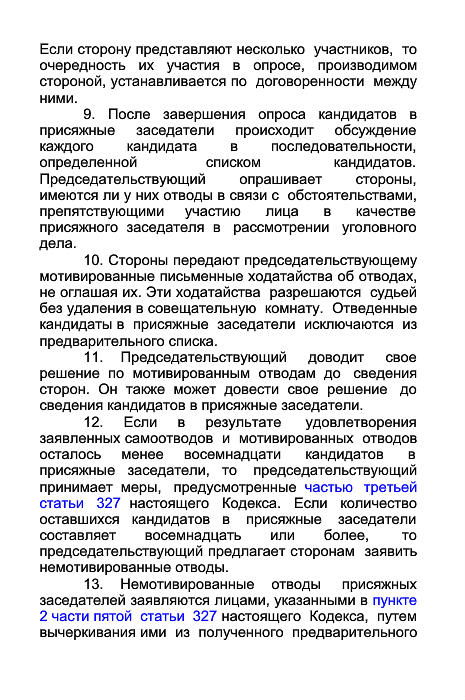 Если сторону представляют несколько участников, то
очередность их участия в опросе, производимом
стороной, устанавливается по договоренности между
ними.
9. После завершения опроса кандидатов в
присяжные заседатели происходит обсуждение
каждого кандидата в последовательности,
определенной списком кандидатов.
Председательствующий опрашивает стороны,
имеются ли у них отводы в связи с обстоятельствами,
препятствующими участию лица в качестве
присяжного заседателя в рассмотрении уголовного
дела.
10. Стороны передают председательствующему
мотивированные письменные ходатайства об отводах,
не оглашая их. Эти ходатайства разрешаются судьей
без удаления в совещательную комнату. Отведенные
кандидаты в присяжные заседатели исключаются из
предварительного списка.
11. Председательствующий доводит свое
решение по мотивированным отводам до сведения
сторон. Он также может довести свое решение до
сведения кандидатов в присяжные заседатели.
12. Если в результате удовлетворения
заявленных самоотводов и мотивированных отводов
осталось менее восемнадцати кандидатов в
присяжные заседатели, то председательствующий
принимает меры, предусмотренные частью третьей
статьи 327 настоящего Кодекса. Если количество
оставшихся кандидатов в присяжные заседатели
составляет восемнадцать или более, то
председательствующий предлагает сторонам заявить
немотивированные отводы.
13. Немотивированные отводы присяжных
заседателей заявляются лицами, указанными в пункте
2 части пятой статьи 327 настоящего Кодекса, путем
вычеркивания ими из полученного предварительного